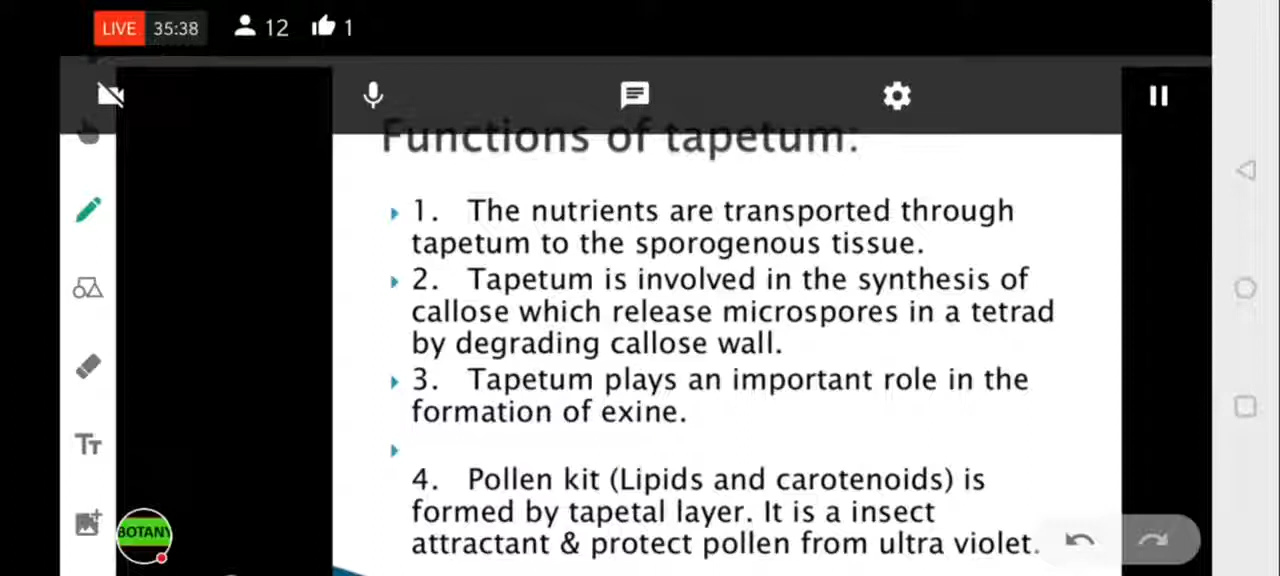 LIVE 35:38 12 1
Functions of tapetum:
1. The nutrients are transported through
tapetum to the sporogenous tissue.
2. Tapetum is involved in the synthesis of
callose which release microspores in a tetrad
by degrading callose wall.
3. Tapetum plays an important role in the
formation of exine.
4. Pollen kit (Lipids and carotenoids) is
formed by tapetal layer. It is a insect
attractant & protect pollen from ultra violet.
TT
BOTANY